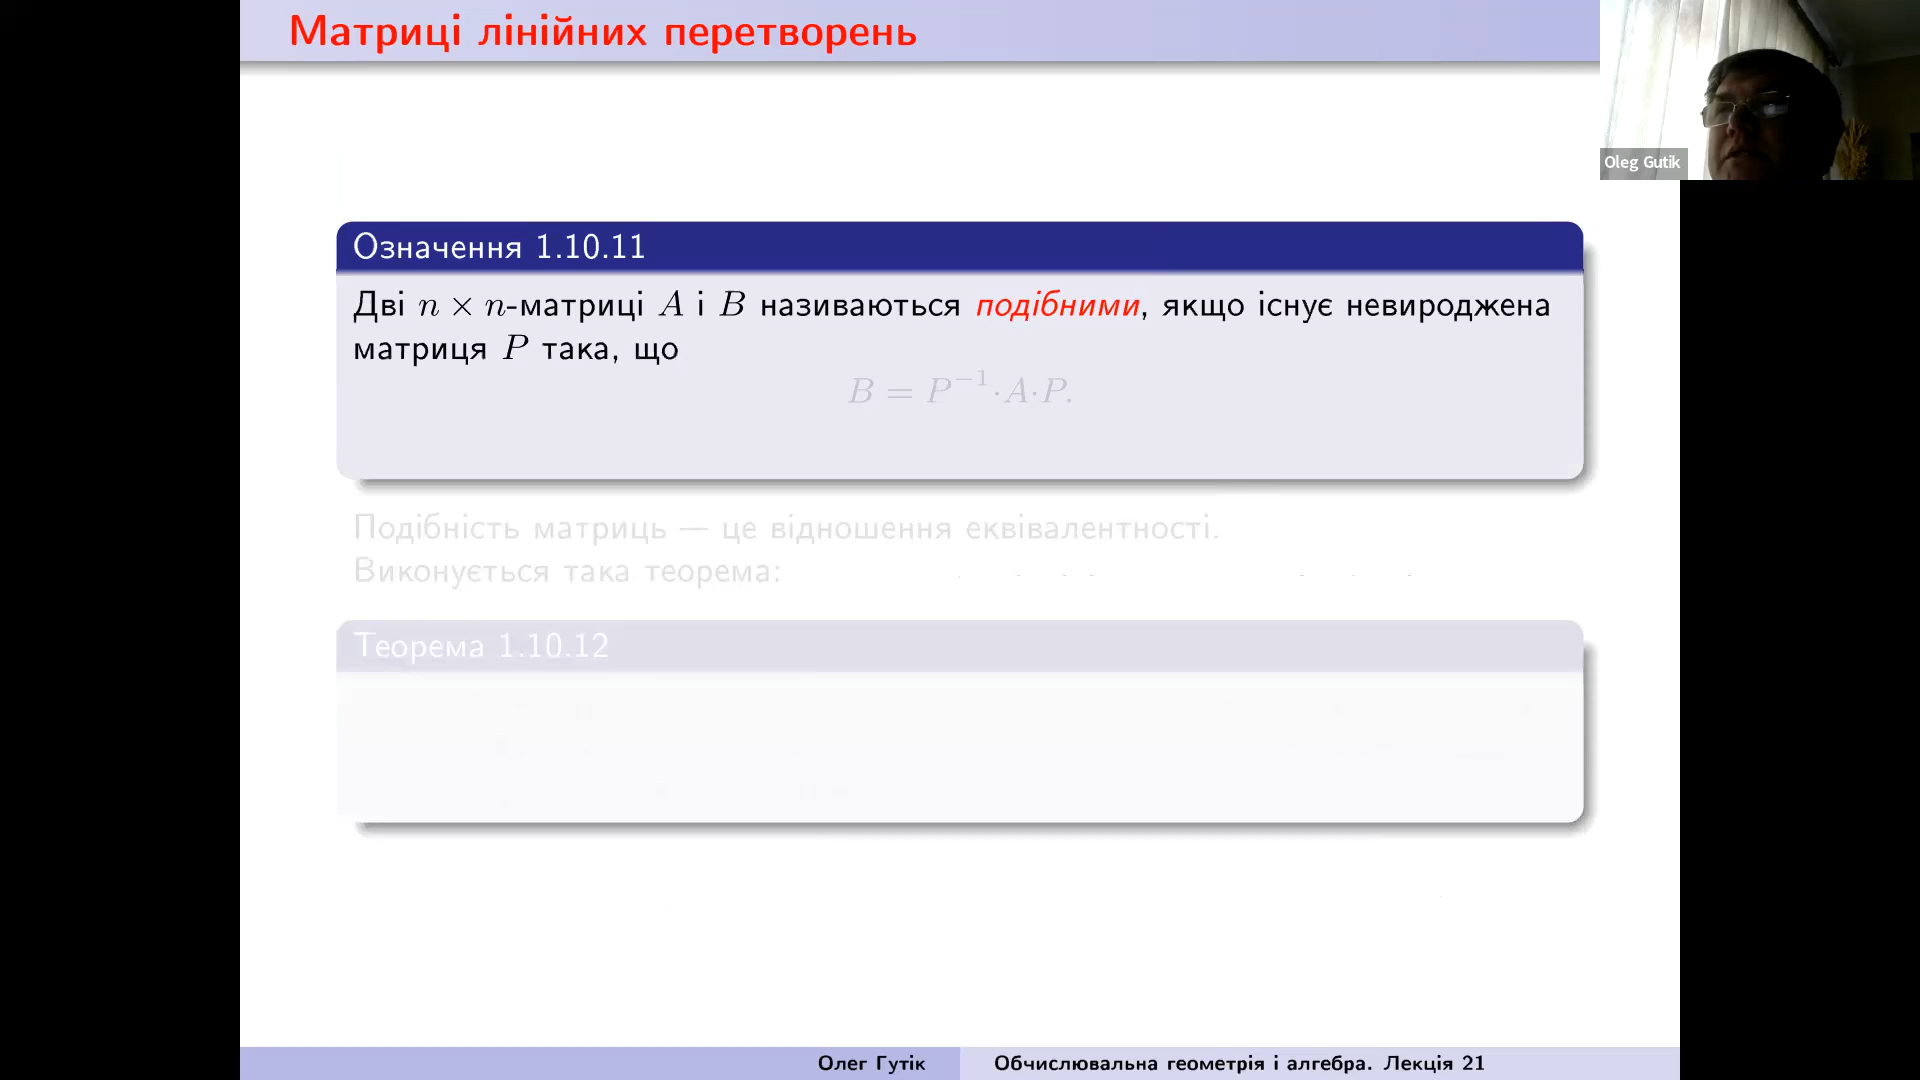 Матриці лінійних перетворень
Oleg Gutik
Означення 1.10.11
Дві n × n-матриці A і B називаються подібними, якщо існує невироджена
матриця P така, що
B = P⁻¹·A·P.
Подібність матриць — це відношення еквівалентності.
Виконується така теорема:
Теорема 1.10.12
Олег Гутік
Обчислювальна геометрія і алгебра. Лекція 21